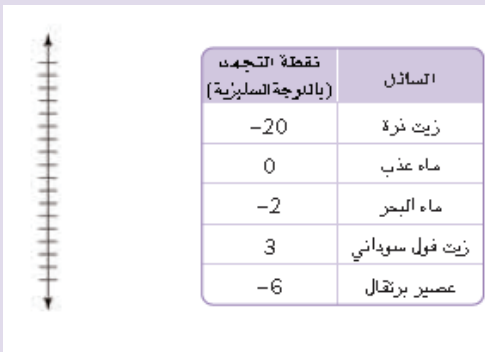 السائل نقطة التجمد
(بالدرجة السليزية)
زيت ذرة −20
ماء عذب 0
ماء البحر −2
زيت فول سوداني 3
عصير برتقال −6